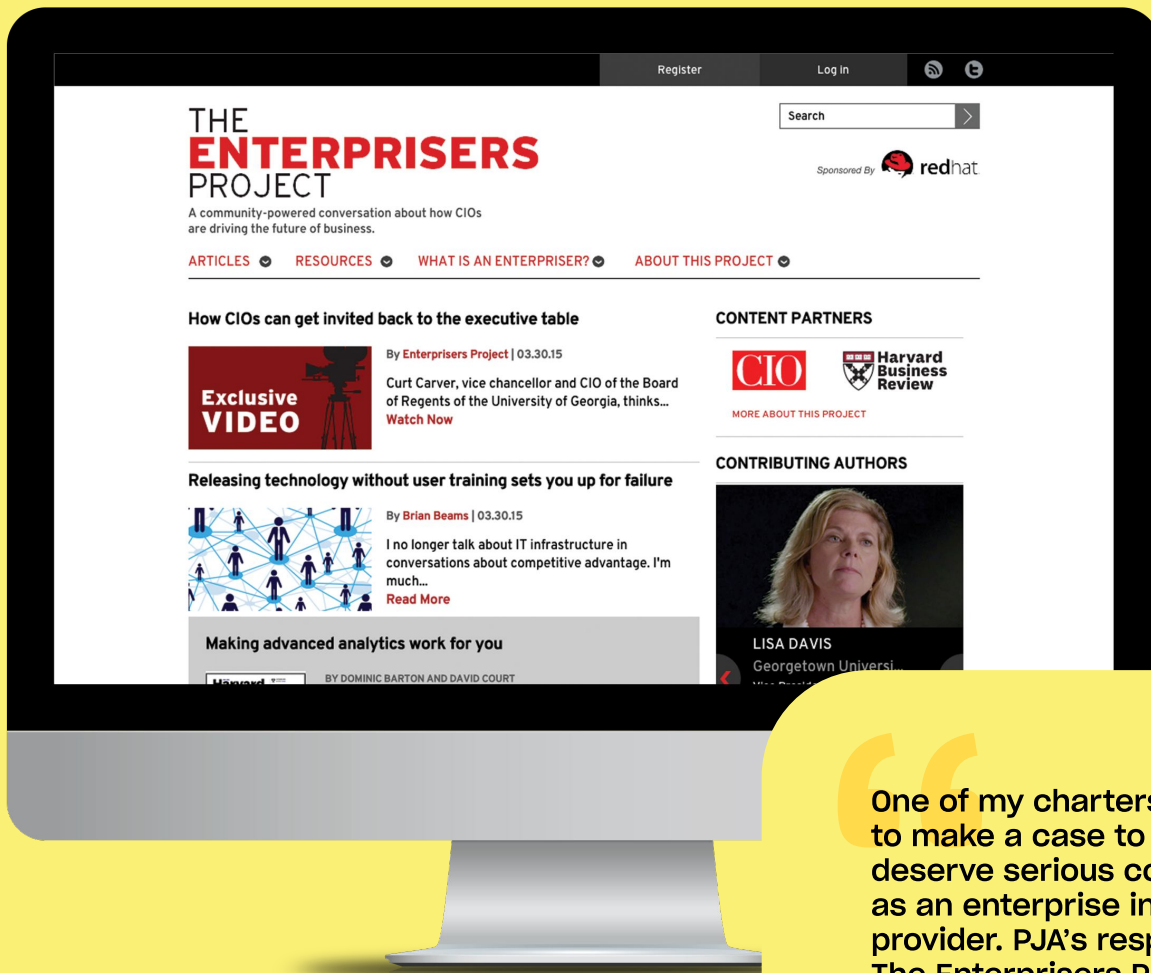 Register
Log in
THE
ENTERPRISERS
PROJECT
A community-powered conversation about how CIOs
are driving the future of business.
Search
Sponsored By redhat
ARTICLES RESOURCES WHAT IS AN ENTERPRISER? ABOUT THIS PROJECT
How CIOs can get invited back to the executive table
Exclusive
VIDEO
By Enterprisers Project | 03.30.15
Curt Carver, vice chancellor and CIO of the Board
of Regents of the University of Georgia, thinks...
Watch Now
Releasing technology without user training sets you up for failure
By Brian Beams | 03.30.15
I no longer talk about IT infrastructure in
conversations about competitive advantage. I'm
much...
Read More
Making advanced analytics work for you
Harvard
BY DOMINIC BARTON AND DAVID COURT
CONTENT PARTNERS
CIO
Harvard
Business
Review
MORE ABOUT THIS PROJECT
CONTRIBUTING AUTHORS
LISA DAVIS
Georgetown Universi...
“
One of my charters
to make a case to
deserve serious co
as an enterprise in
provider. PJA’s resp
The Enterprisers P